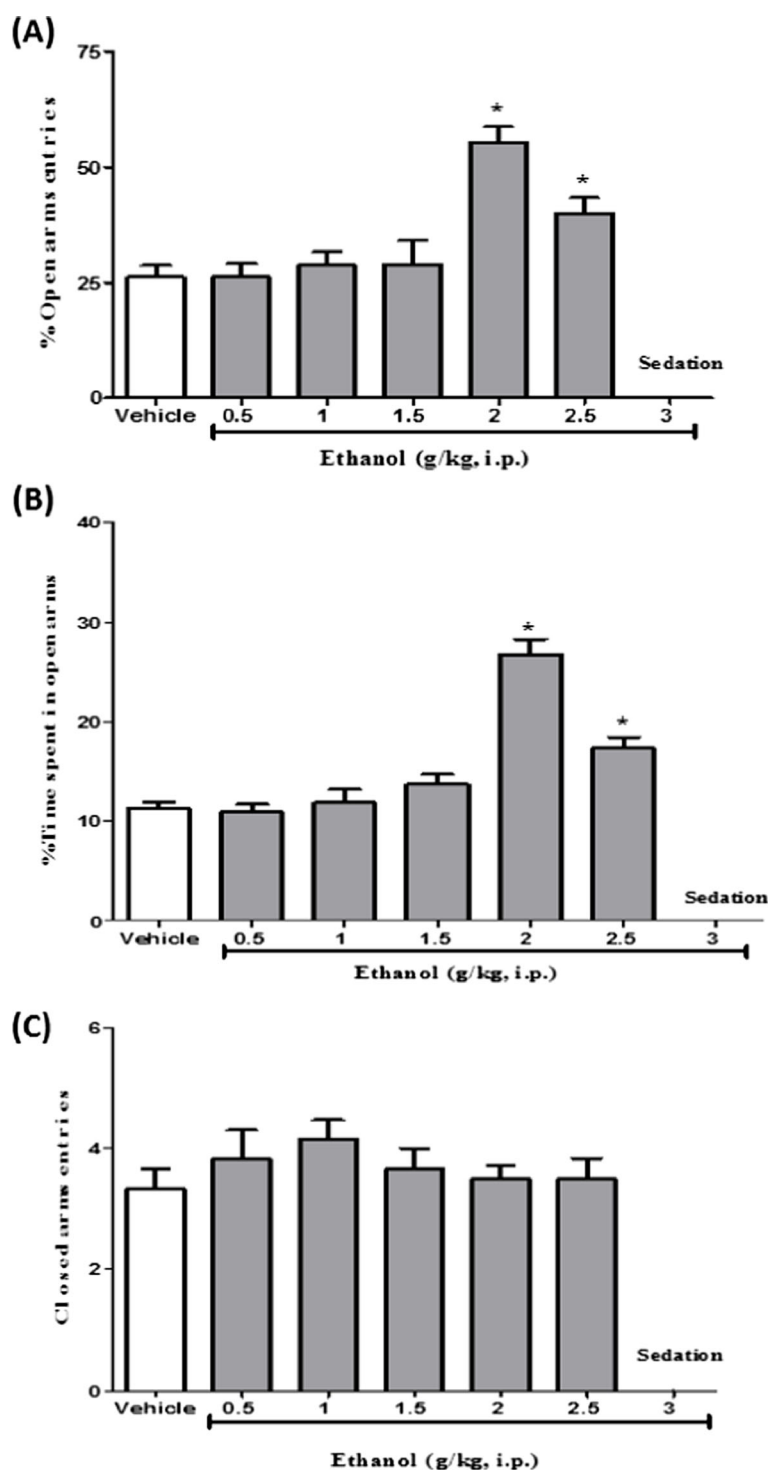 (A)
%Open arms entries
75
50
25
0
*
*
Sedation
Vehicle 0.5 1 1.5 2 2.5 3
Ethanol (g/kg, i.p.)
(B)
%Time spent in open arms
40
30
20
10
0
*
*
Sedation
Vehicle 0.5 1 1.5 2 2.5 3
Ethanol (g/kg, i.p.)
(C)
Closed arms entries
6
4
2
0
Sedation
Vehicle 0.5 1 1.5 2 2.5 3
Ethanol (g/kg, i.p.)